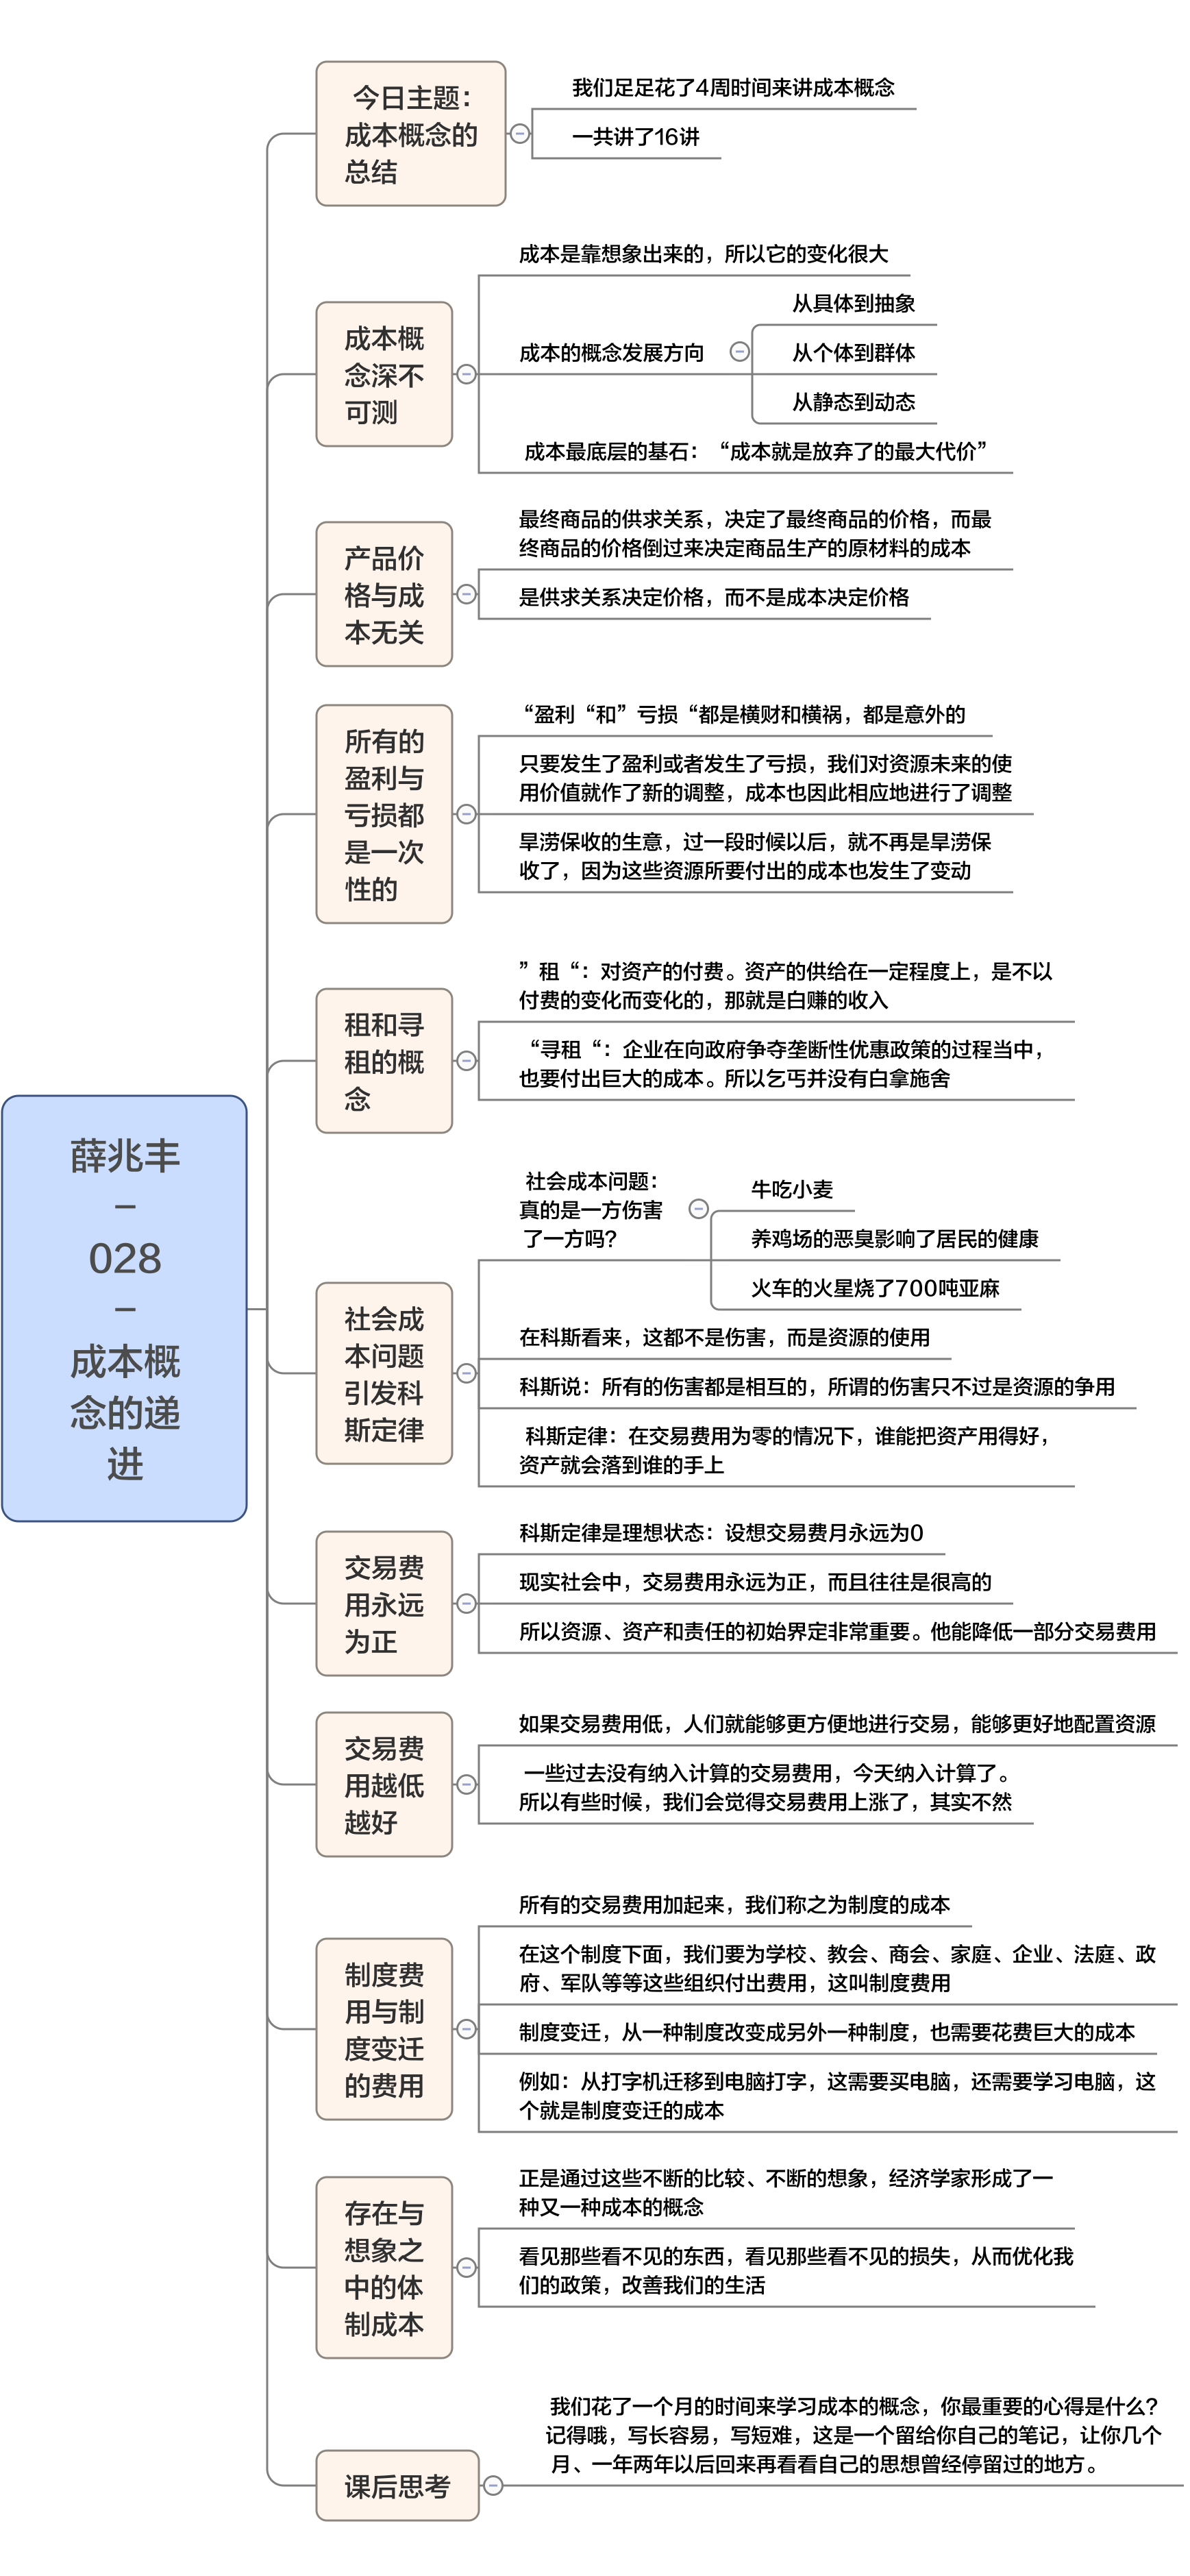 薛兆丰
–
028
–
成本概
念的递
进
今日主题：
成本概念的
总结
我们足足花了4周时间来讲成本概念
一共讲了16讲
成本概
念深不
可测
成本是靠想象出来的，所以它的变化很大
成本的概念发展方向
从具体到抽象
从个体到群体
从静态到动态
成本最底层的基石：“成本就是放弃了的最大代价”
产品价
格与成
本无关
最终商品的供求关系，决定了最终商品的价格，而最
终商品的价格倒过来决定商品生产的原材料的成本
是供求关系决定价格，而不是成本决定价格
所有的
盈利与
亏损都
是一次
性的
“盈利“和”亏损“都是横财和横祸，都是意外的
只要发生了盈利或者发生了亏损，我们对资源未来的使
用价值就作了新的调整，成本也因此相应地进行了调整
旱涝保收的生意，过一段时候以后，就不再是旱涝保
收了，因为这些资源所要付出的成本也发生了变动
租和寻
租的概
念
”租“：对资产的付费。资产的供给在一定程度上，是不以
付费的变化而变化的，那就是白赚的收入
“寻租“：企业在向政府争夺垄断性优惠政策的过程当中，
也要付出巨大的成本。所以乞丐并没有白拿施舍
社会成
本问题
引发科
斯定律
社会成本问题：
真的是一方伤害
了一方吗？
牛吃小麦
养鸡场的恶臭影响了居民的健康
火车的火星烧了700吨亚麻
在科斯看来，这都不是伤害，而是资源的使用
科斯说：所有的伤害都是相互的，所谓的伤害只不过是资源的争用
科斯定律：在交易费用为零的情况下，谁能把资产用得好，
资产就会落到谁的手上
交易费
用永远
为正
科斯定律是理想状态：设想交易费月永远为0
现实社会中，交易费用永远为正，而且往往是很高的
所以资源、资产和责任的初始界定非常重要。他能降低一部分交易费用
交易费
用越低
越好
如果交易费用低，人们就能够更方便地进行交易，能够更好地配置资源
一些过去没有纳入计算的交易费用，今天纳入计算了。
所以有些时候，我们会觉得交易费用上涨了，其实不然
制度费
用与制
度变迁
的费用
所有的交易费用加起来，我们称之为制度的成本
在这个制度下面，我们要为学校、教会、商会、家庭、企业、法庭、政
府、军队等等这些组织付出费用，这叫制度费用
制度变迁，从一种制度改变成另外一种制度，也需要花费巨大的成本
例如：从打字机迁移到电脑打字，这需要买电脑，还需要学习电脑，这
个就是制度变迁的成本
存在与
想象之
中的体
制成本
正是通过这些不断的比较、不断的想象，经济学家形成了一
种又一种成本的概念
看见那些看不见的东西，看见那些看不见的损失，从而优化我
们的政策，改善我们的生活
课后思考
我们花了一个月的时间来学习成本的概念，你最重要的心得是什么？
记得哦，写长容易，写短难，这是一个留给你自己的笔记，让你几个
月、一年两年以后回来再看看自己的思想曾经停留过的地方。